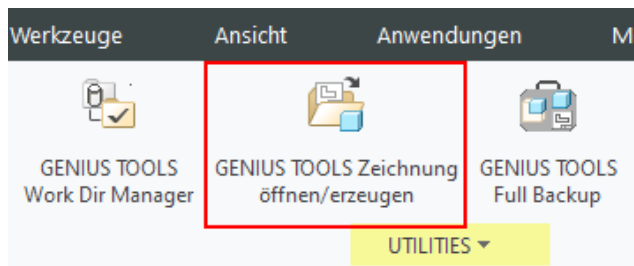 Werkzeuge Ansicht Anwendungen M
GENIUS TOOLS
Work Dir Manager
GENIUS TOOLS Zeichnung
öffnen/erzeugen
GENIUS TOOLS
Full Backup
UTILITIES